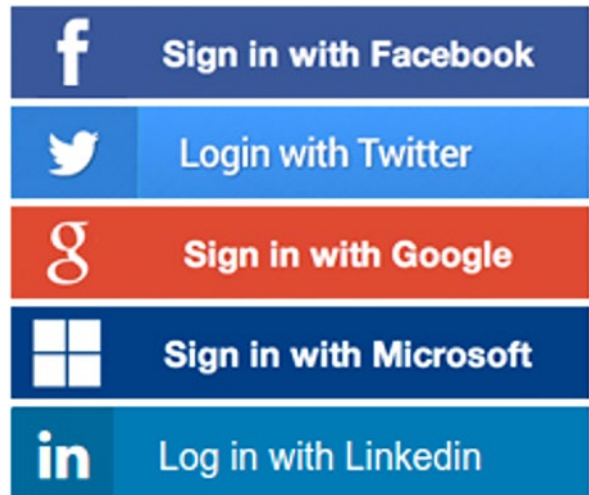 f Sign in with Facebook
Login with Twitter
g Sign in with Google
Sign in with Microsoft
in Log in with Linkedin